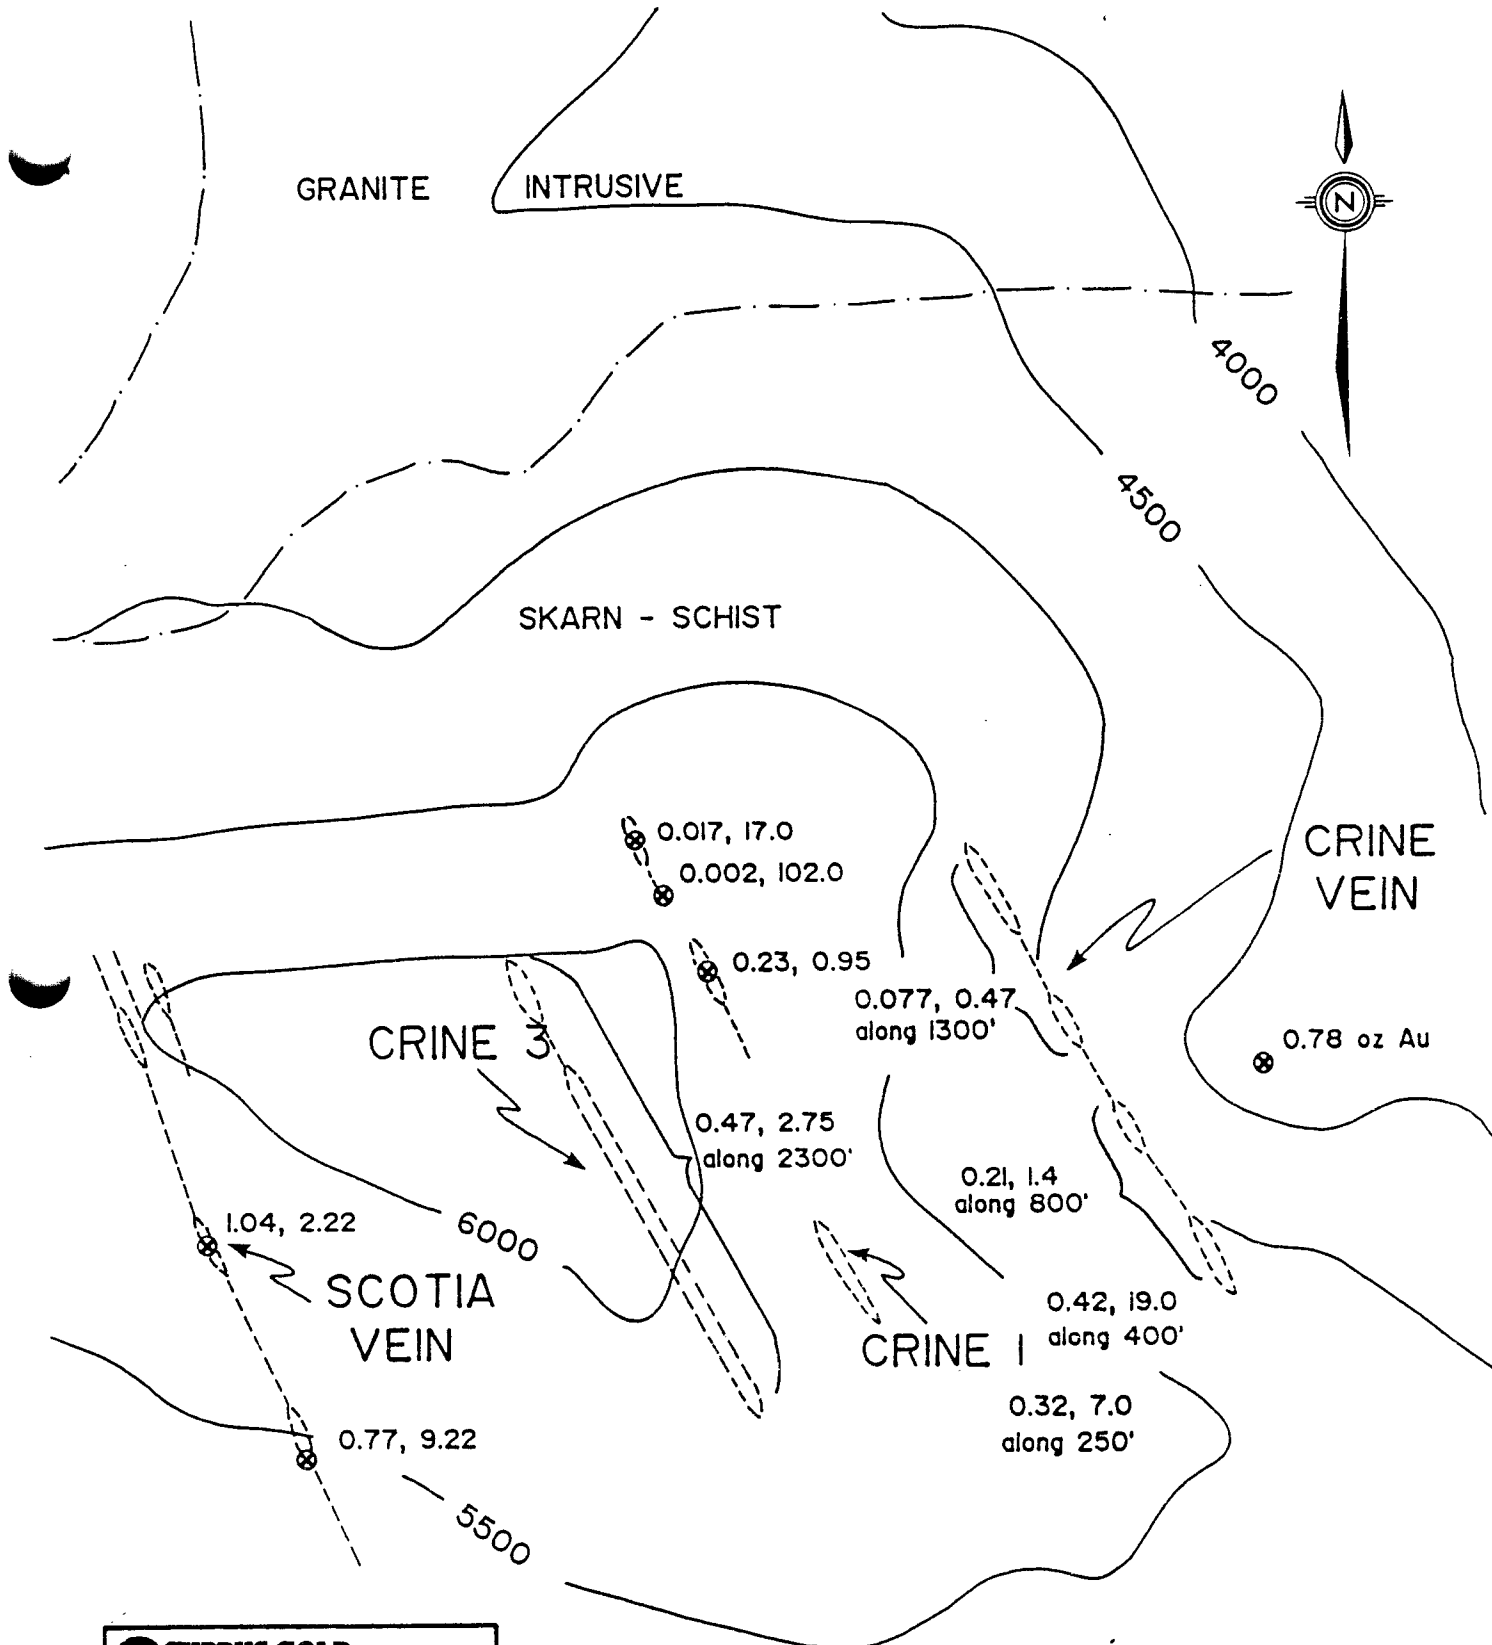 GRANITE INTRUSIVE
N
4000
4500
SKARN - SCHIST
0.017, 17.0
0.002, 102.0
CRINE
VEIN
0.23, 0.95
0.077, 0.47
along 1300'
CRINE 3
0.78 oz Au
0.47, 2.75
along 2300'
0.21, 1.4
along 800'
1.04, 2.22
6000
SCOTIA
VEIN
0.42, 19.0
along 400'
CRINE 1
0.32, 7.0
along 250'
0.77, 9.22
5500